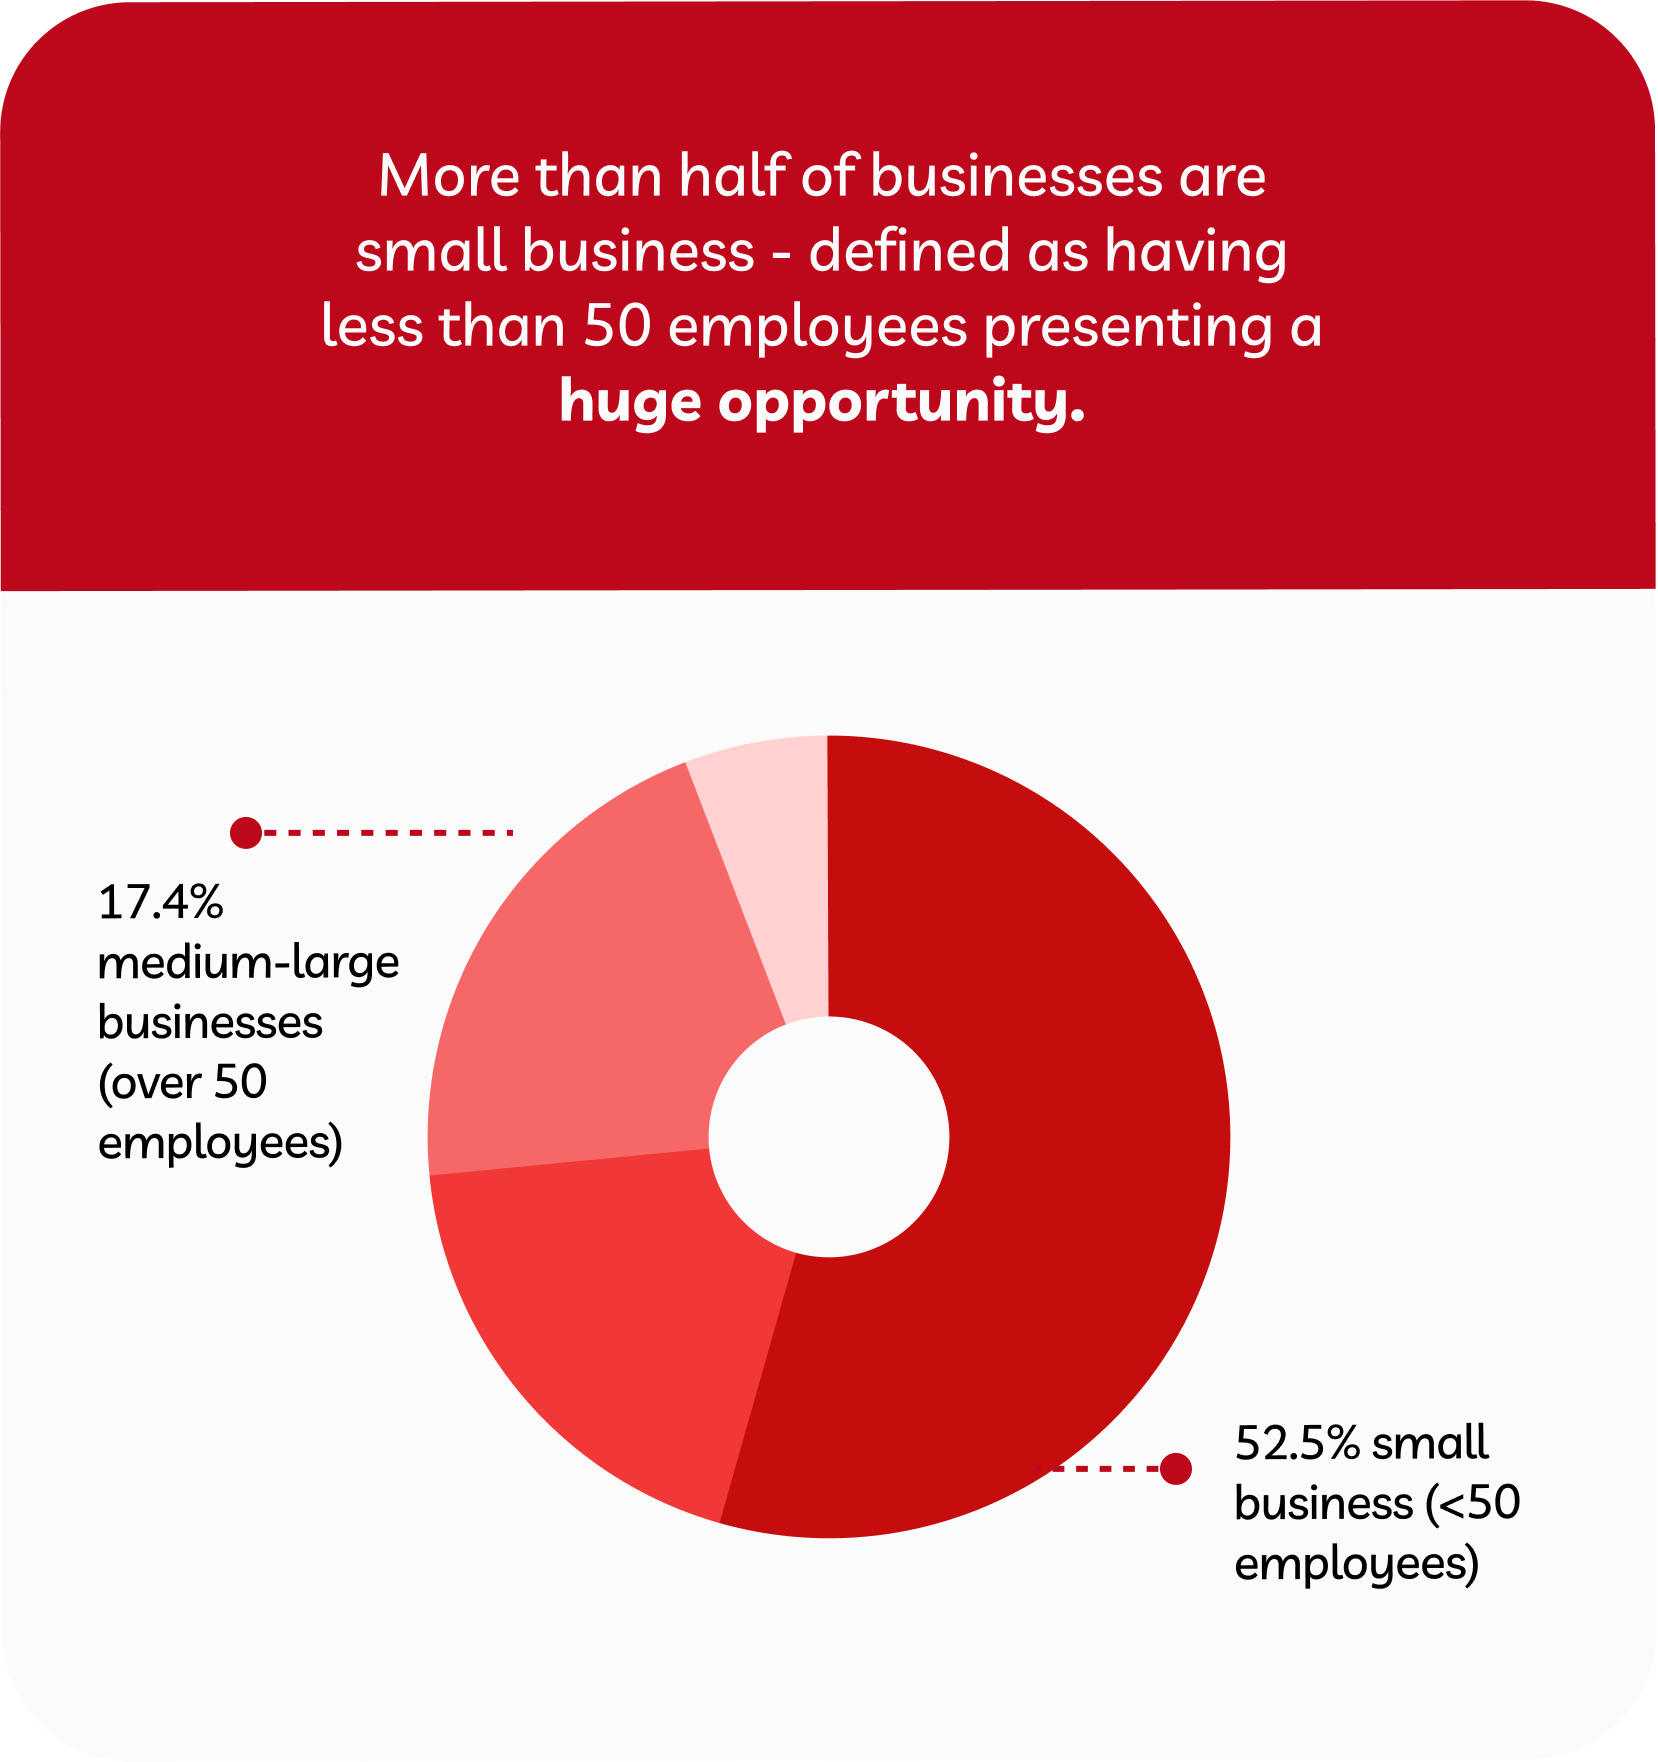 More than half of businesses are
small business - defined as having
less than 50 employees presenting a
huge opportunity.
17.4%
medium-large
businesses
(over 50
employees)
52.5% small
business (<50
employees)